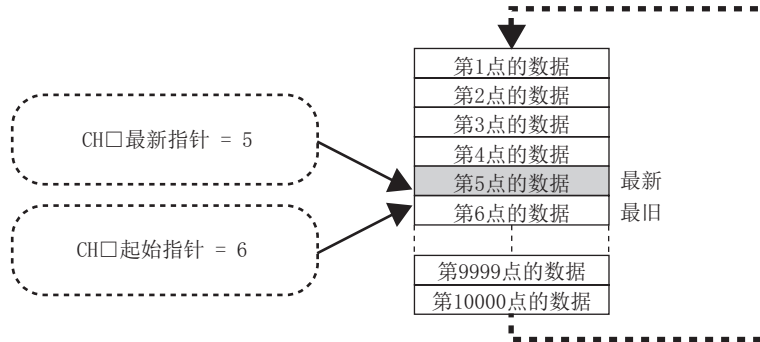 第1点的数据
第2点的数据
第3点的数据
第4点的数据
CH□最新指针 = 5
第5点的数据 最新
第6点的数据 最旧
CH□起始指针 = 6
第9999点的数据
第10000点的数据